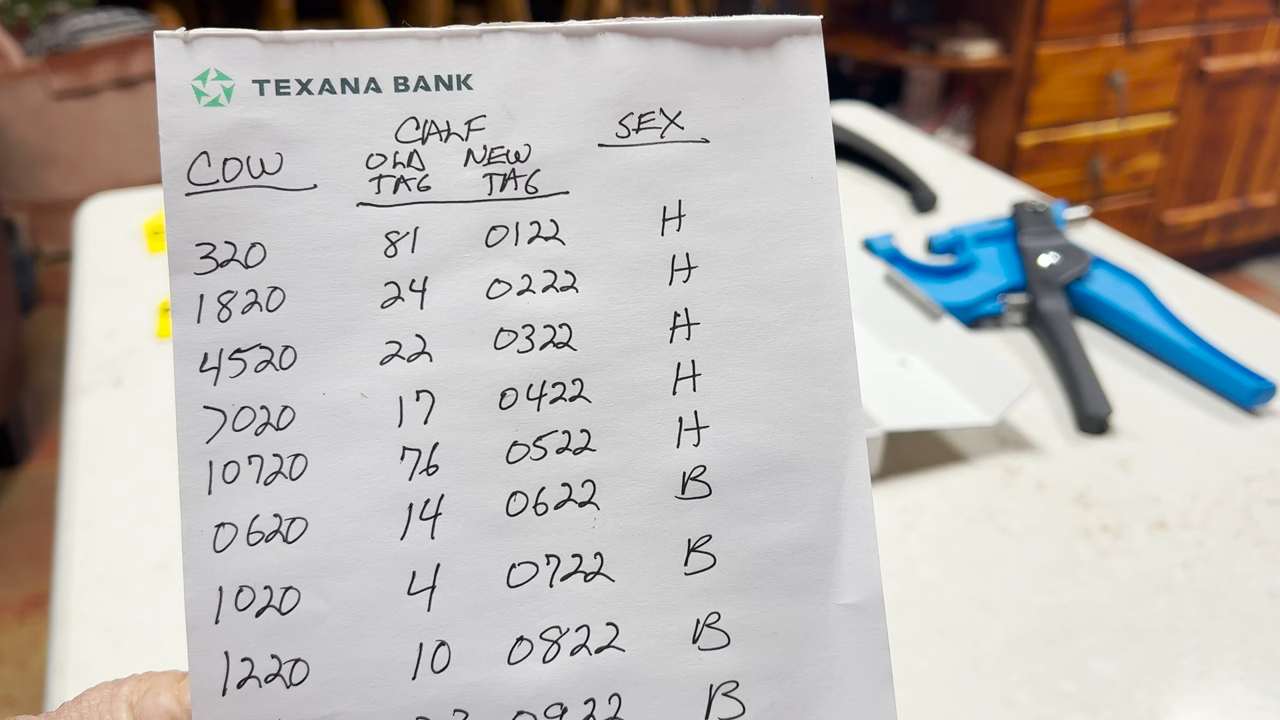 TEXANA BANK
CALF SEX
COW OLD NEW
TAG TAG
320 81 0122 H
1820 24 0222 H
4520 22 0322 H
7020 17 0422 H
10720 76 0522 H
0620 14 0622 B
1020 4 0722 B
1220 10 0822 B
0922 B